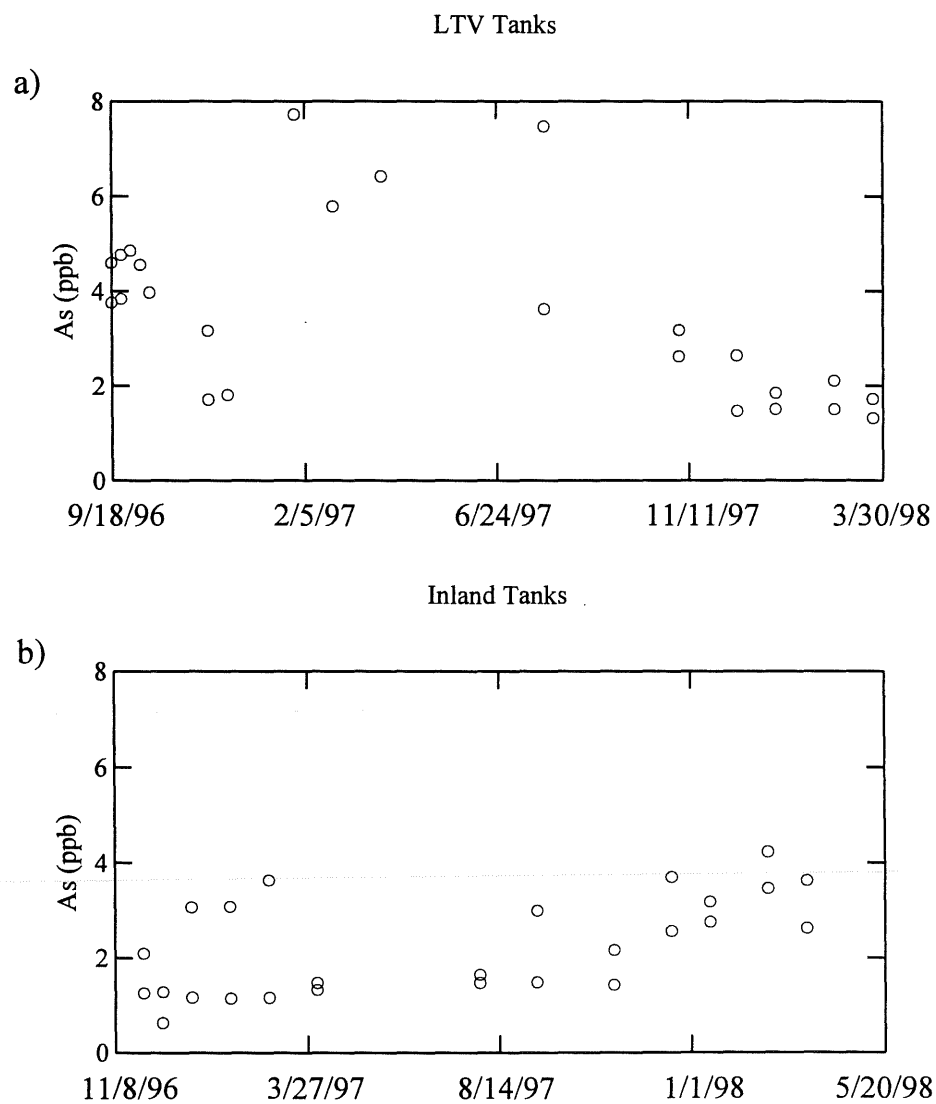 LTV Tanks
a)
8
6
4
2
0
As (ppb)
9/18/96 2/5/97 6/24/97 11/11/97 3/30/98
Inland Tanks
b)
8
6
4
2
0
As (ppb)
11/8/96 3/27/97 8/14/97 1/1/98 5/20/98